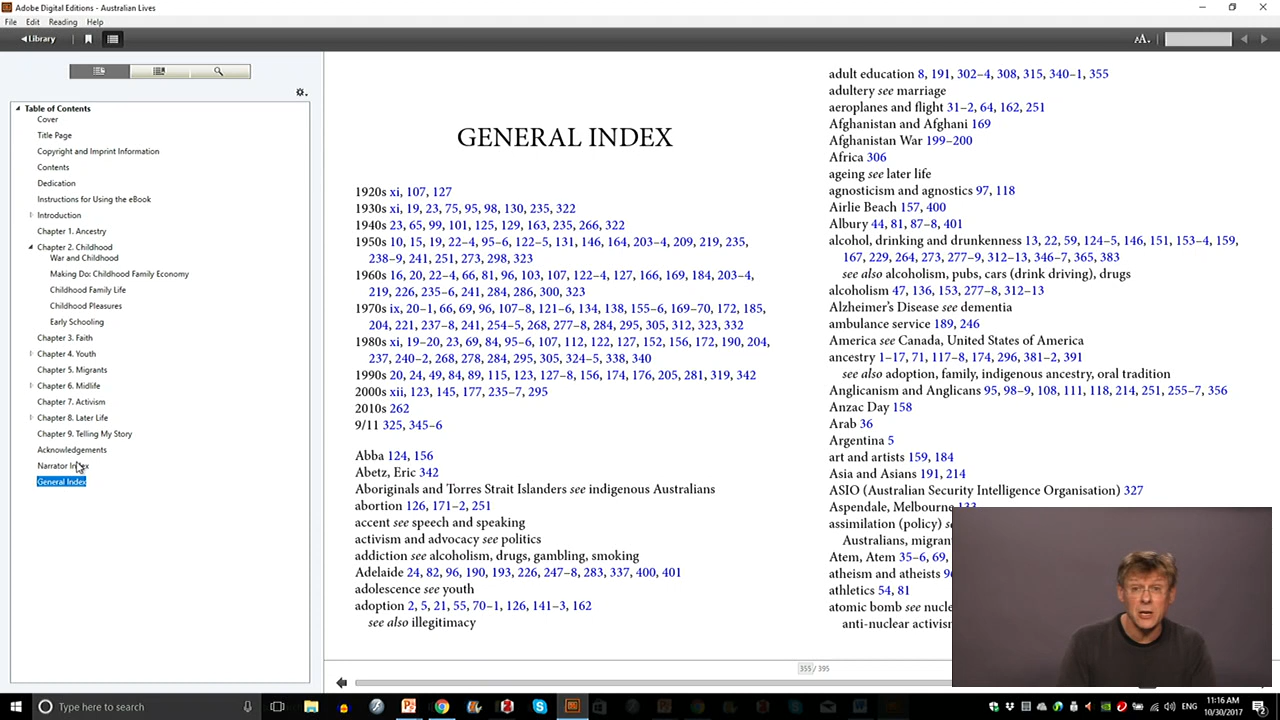 Adobe Digital Editions - Australian Lives
File Edit Reading Help
Library
AA
Table of Contents
Cover
Title Page
Copyright and Imprint Information
Contents
Dedication
Instructions for Using the eBook
Introduction
Chapter 1. Ancestry
Chapter 2. Childhood
War and Childhood
Making Do: Childhood Family Economy
Childhood Family Life
Childhood Pleasures
Early Schooling
Chapter 3. Faith
Chapter 4. Youth
Chapter 5. Migrants
Chapter 6. Midlife
Chapter 7. Activism
Chapter 8. Later Life
Chapter 9. Telling My Story
Acknowledgements
Narrator Index
General Index
GENERAL INDEX
1920s xi, 107, 127
1930s xi, 19, 23, 75, 95, 98, 130, 235, 322
1940s 23, 65, 99, 101, 125, 129, 163, 235, 266, 322
1950s 10, 15, 19, 22–4, 95–6, 122–5, 131, 146, 164, 203–4, 209, 219, 235,
238–9, 241, 251, 273, 298, 323
1960s 16, 20, 22–4, 66, 81, 96, 103, 107, 122–4, 127, 166, 169, 184, 203–4,
219, 226, 235–6, 241, 284, 286, 300, 323
1970s ix, 20–1, 66, 69, 96, 107–8, 121–6, 134, 138, 155–6, 169–70, 172, 185,
204, 221, 237–8, 241, 254–5, 268, 277–8, 284, 295, 305, 312, 323, 332
1980s xi, 19–20, 23, 69, 84, 95–6, 107, 112, 122, 127, 152, 156, 172, 190, 204,
237, 240–2, 268, 278, 284, 295, 305, 324–5, 338, 340
1990s 20, 24, 49, 84, 89, 115, 123, 127–8, 156, 174, 176, 205, 281, 319, 342
2000s xii, 123, 145, 177, 235–7, 295
2010s 262
9/11 325, 345–6
Abba 124, 156
Abetz, Eric 342
Aboriginals and Torres Strait Islanders see indigenous Australians
abortion 126, 171–2, 251
accent see speech and speaking
activism and advocacy see politics
addiction see alcoholism, drugs, gambling, smoking
Adelaide 24, 82, 96, 190, 193, 226, 247–8, 283, 337, 400, 401
adolescence see youth
adoption 2, 5, 21, 55, 70–1, 126, 141–3, 162
see also illegitimacy
adult education 8, 191, 302–4, 308, 315, 340–1, 355
adultery see marriage
aeroplanes and flight 31–2, 64, 162, 251
Afghanistan and Afghani 169
Afghanistan War 199–200
Africa 306
ageing see later life
agnosticism and agnostics 97, 118
Airlie Beach 157, 400
Albury 44, 81, 87–8, 401
alcohol, drinking and drunkenness 13, 22, 59, 124–5, 146, 151, 153–4, 159,
167, 229, 264, 273, 277–9, 312–13, 346–7, 365, 383
see also alcoholism, pubs, cars (drink driving), drugs
alcoholism 47, 136, 153, 277–8, 312–13
Alzheimer's Disease see dementia
ambulance service 189, 246
America see Canada, United States of America
ancestry 1–17, 71, 117–8, 174, 296, 381–2, 391
see also adoption, family, indigenous ancestry, oral tradition
Anglicanism and Anglicans 95, 98–9, 108, 111, 118, 214, 251, 255–7, 356
Anzac Day 158
Arab 36
Argentina 5
art and artists 159, 184
Asia and Asians 191, 214
ASIO (Australian Security Intelligence Organisation) 327
Aspendale, Melbourne 133
assimilation (policy)
Australians,
Atem, Atem 35–6, 69,
atheism and atheists
athletics 54, 81
atomic bomb see
anti-nuclear
355 / 395
Type here to search
11:16 AM
10/30/2017